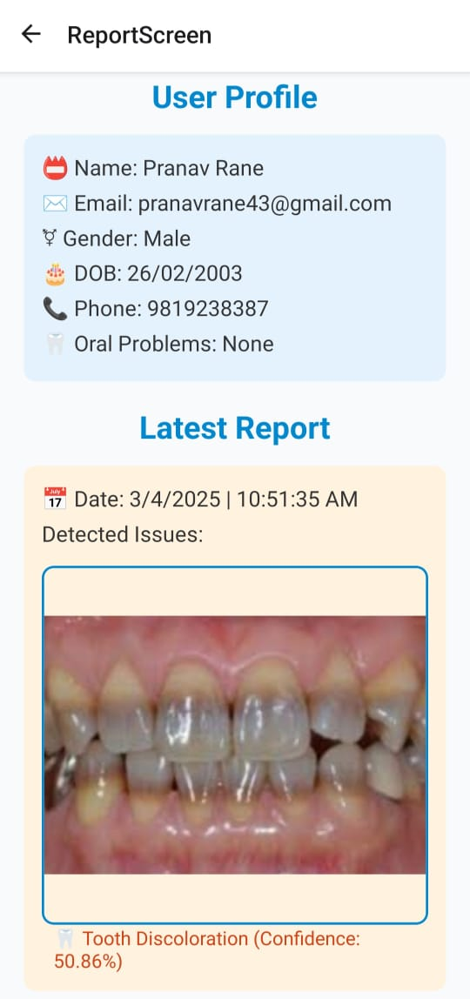 ReportScreen
User Profile
Name: Pranav Rane
Email: pranavrane43@gmail.com
Gender: Male
DOB: 26/02/2003
Phone: 9819238387
Oral Problems: None
Latest Report
July
17
Date: 3/4/2025 | 10:51:35 AM
Detected Issues:
Tooth Discoloration (Confidence:
50.86%)